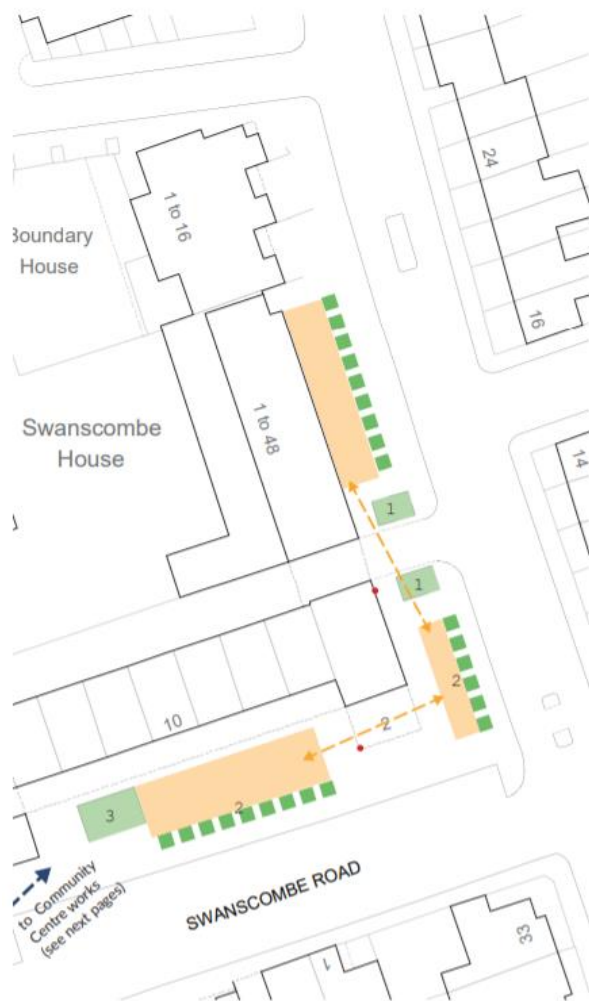 24
1 to 16
Boundary
House
16
Swanscombe
House
1 to 48
14
1
1
2
10
2
2
3
to Community
Centre works
(see next pages)
SWANSCOMBE ROAD
33
1